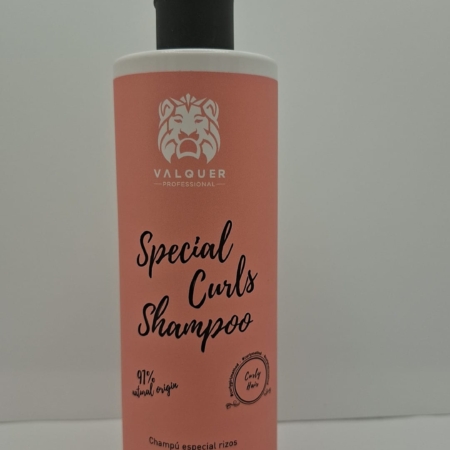 VALQUER
PROFESSIONAL
Special
Curls
Shampoo
97%
natural origin
Curly
Hair
Champú especial rizos